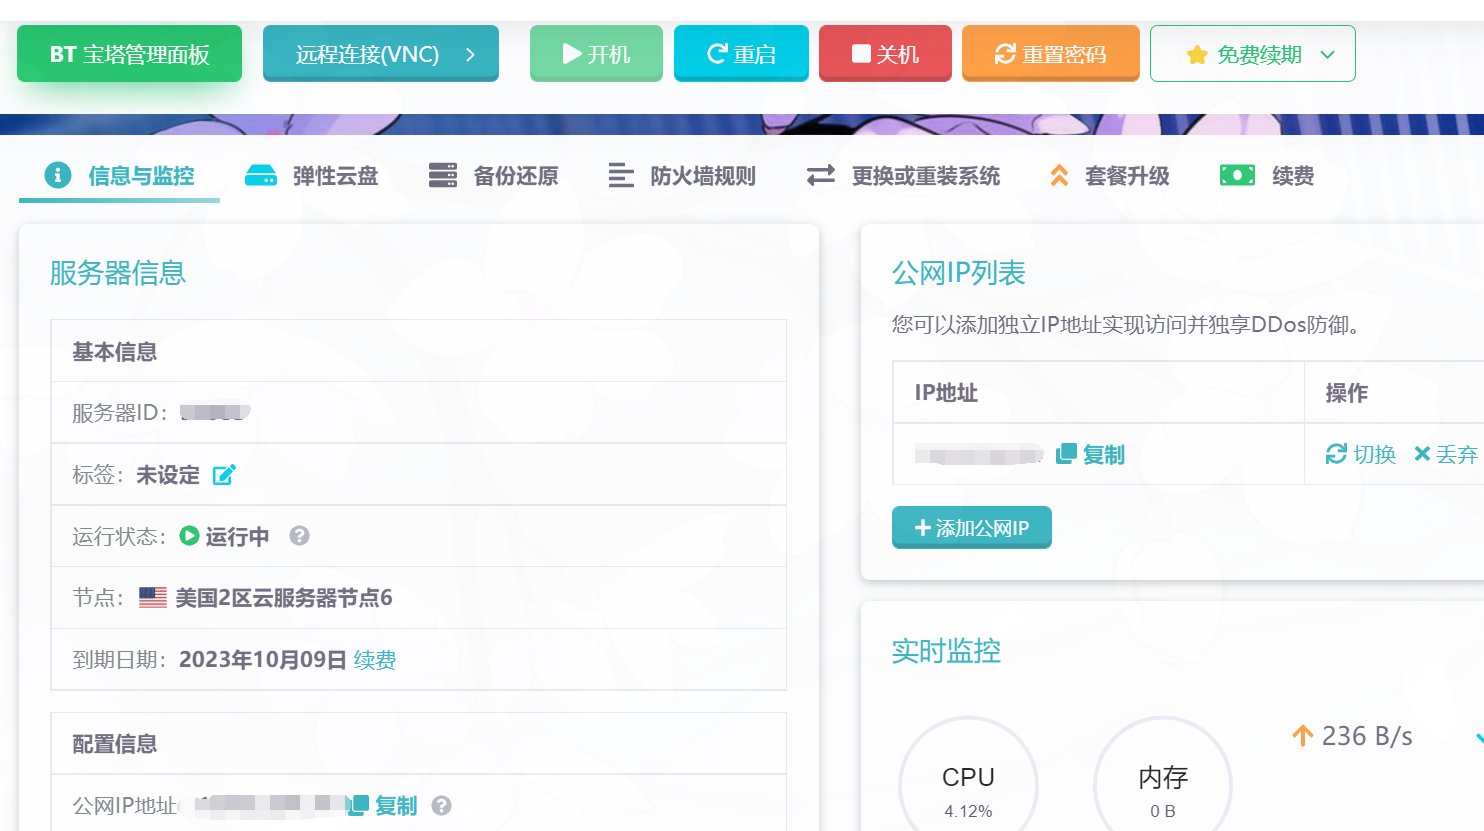 BT 宝塔管理面板
远程连接(VNC)
开机
重启
关机
重置密码
免费续期
信息与监控
弹性云盘
备份还原
防火墙规则
更换或重装系统
套餐升级
续费
服务器信息
基本信息
服务器ID：
标签：未设定
运行状态：运行中
节点：美国2区云服务器节点6
到期日期：2023年10月09日 续费
配置信息
公网IP地址 复制
公网IP列表
您可以添加独立IP地址实现访问并独享DDos防御。
IP地址 操作
复制 切换 丢弃
添加公网IP
实时监控
CPU
4.12%
内存
0 B
236 B/s